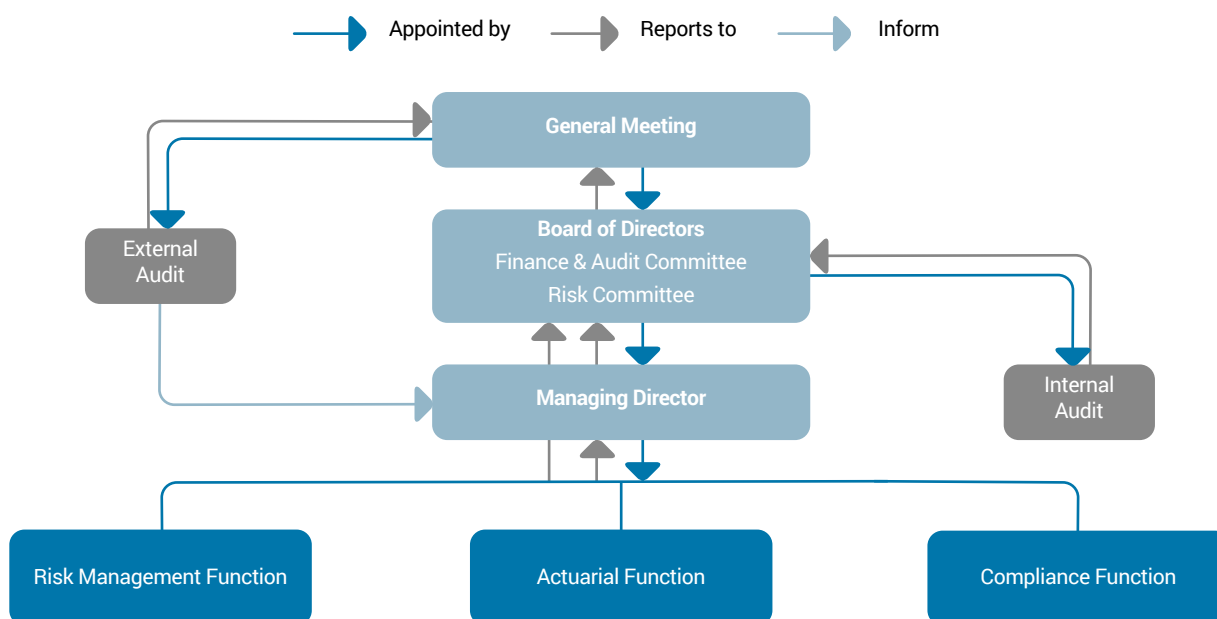 Appointed by
Reports to
Inform
General Meeting
Board of Directors
Finance & Audit Committee
Risk Committee
External
Audit
Managing Director
Internal
Audit
Risk Management Function
Actuarial Function
Compliance Function